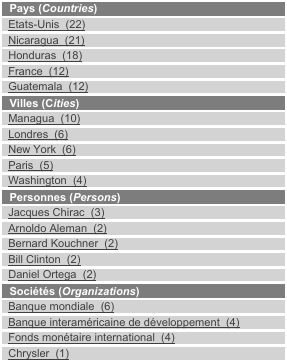 Pays (Countries)
Etats-Unis (22)
Nicaragua (21)
Honduras (18)
France (12)
Guatemala (12)
Villes (Cities)
Managua (10)
Londres (6)
New York (6)
Paris (5)
Washington (4)
Personnes (Persons)
Jacques Chirac (3)
Arnoldo Aleman (2)
Bernard Kouchner (2)
Bill Clinton (2)
Daniel Ortega (2)
Sociétés (Organizations)
Banque mondiale (6)
Banque interaméricaine de développement (4)
Fonds monétaire international (4)
Chrysler (1)